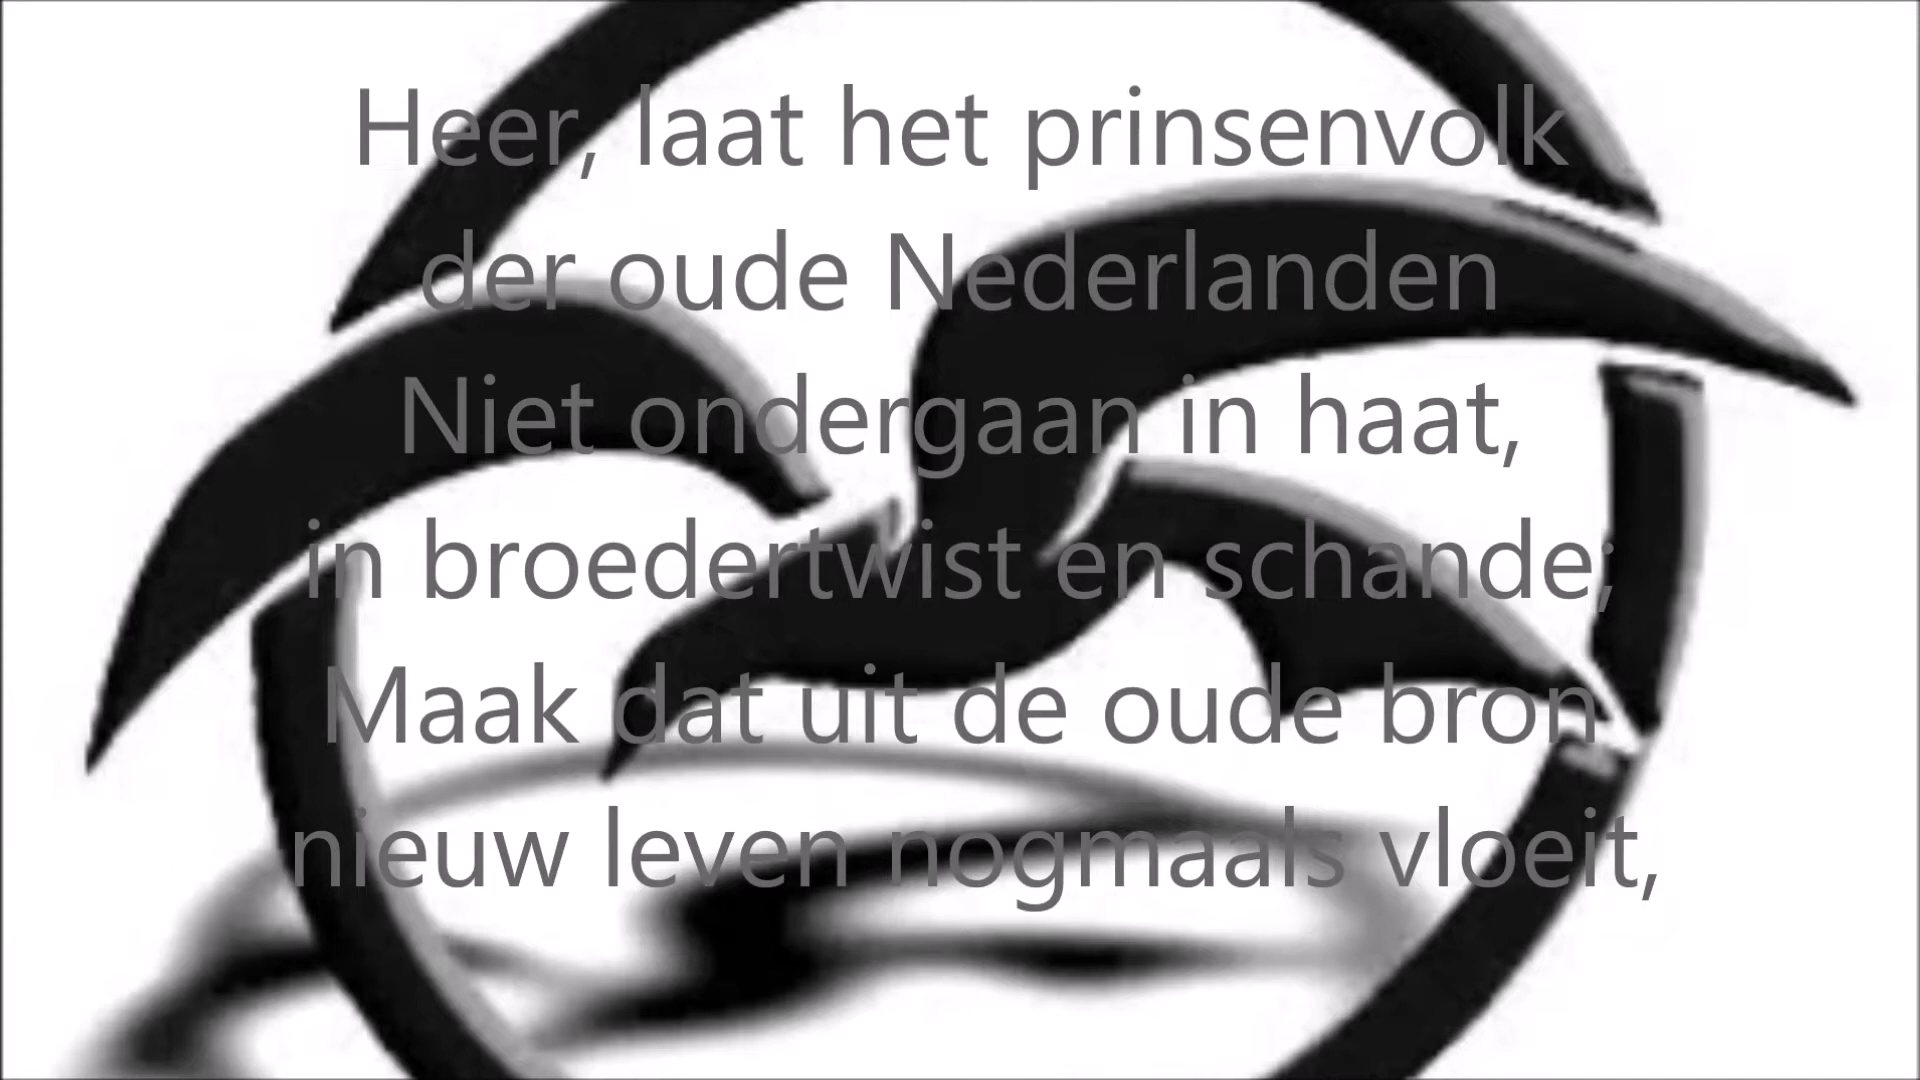 Heer, laat het prinsenvolk
der oude Nederlanden
Niet ondergaan in haat,
in broedertwist en schande;
Maak dat uit de oude bron
nieuw leven nogmaals vloeit,